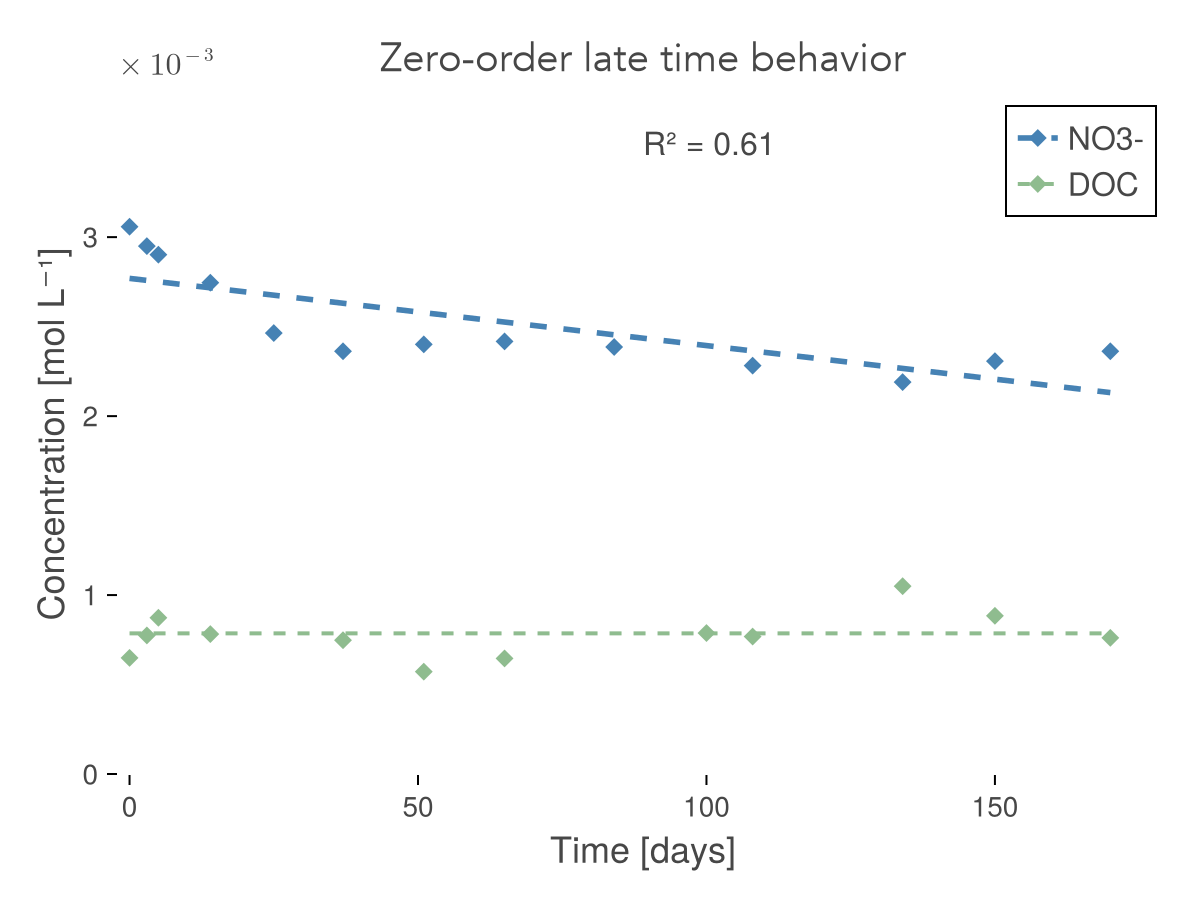 × 10⁻³
Zero-order late time behavior
R² = 0.61
NO3-
DOC
Concentration [mol L⁻¹]
3
2
1
0
0 50 100 150
Time [days]